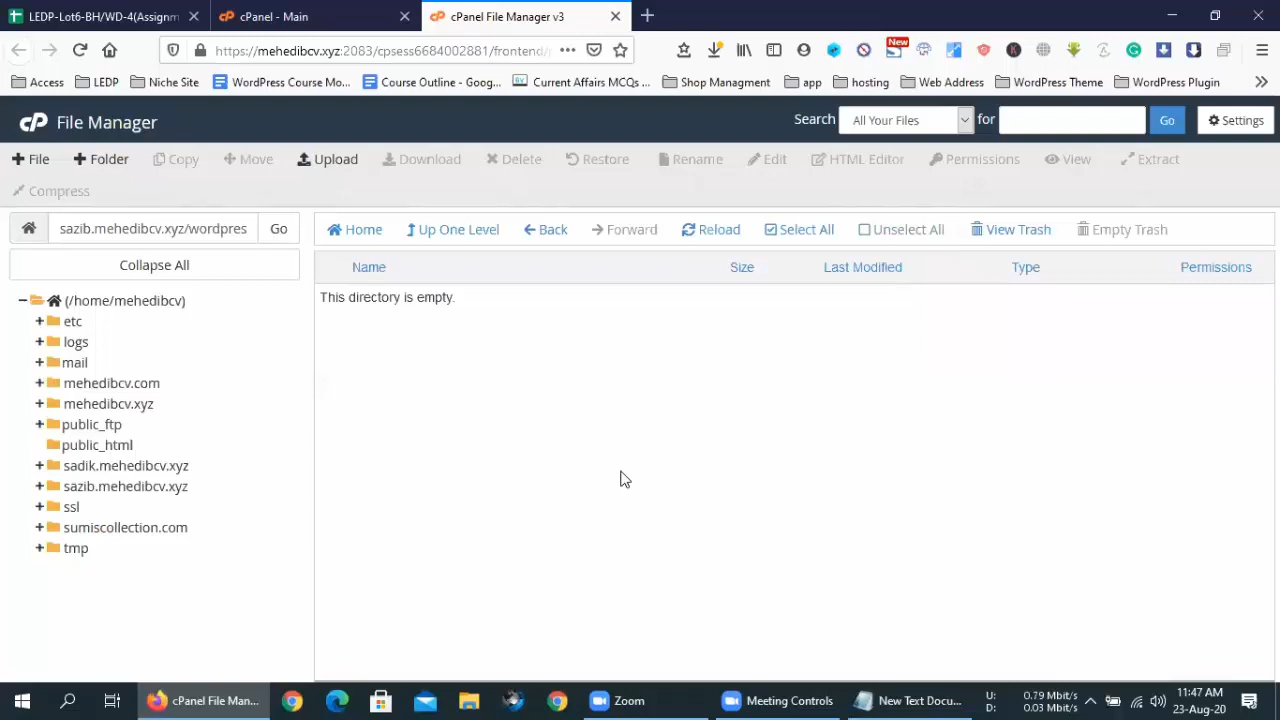 LEDP-Lot6-BH/WD-4(Assignm
cPanel - Main
cPanel File Manager v3
https://mehedibcv.xyz:2083/cpsess6684002881/frontend/
New
Access
LEDP
Niche Site
WordPress Course Mo...
Course Outline - Goog...
Current Affairs MCQs ...
Shop Managment
app
hosting
Web Address
WordPress Theme
WordPress Plugin
cP File Manager
Search
All Your Files
for
Go
Settings
+ File
+ Folder
Copy
Move
Upload
Download
Delete
Restore
Rename
Edit
HTML Editor
Permissions
View
Extract
Compress
sazib.mehedibcv.xyz/wordpres
Go
Home
Up One Level
Back
Forward
Reload
Select All
Unselect All
View Trash
Empty Trash
Collapse All
Name
Size
Last Modified
Type
Permissions
This directory is empty.
(/home/mehedibcv)
etc
logs
mail
mehedibcv.com
mehedibcv.xyz
public_ftp
public_html
sadik.mehedibcv.xyz
sazib.mehedibcv.xyz
ssl
sumiscollection.com
tmp
cPanel File Man...
Zoom
Meeting Controls
New Text Docu...
U: 0.79 Mbit/s
D: 0.03 Mbit/s
11:47 AM
23-Aug-20